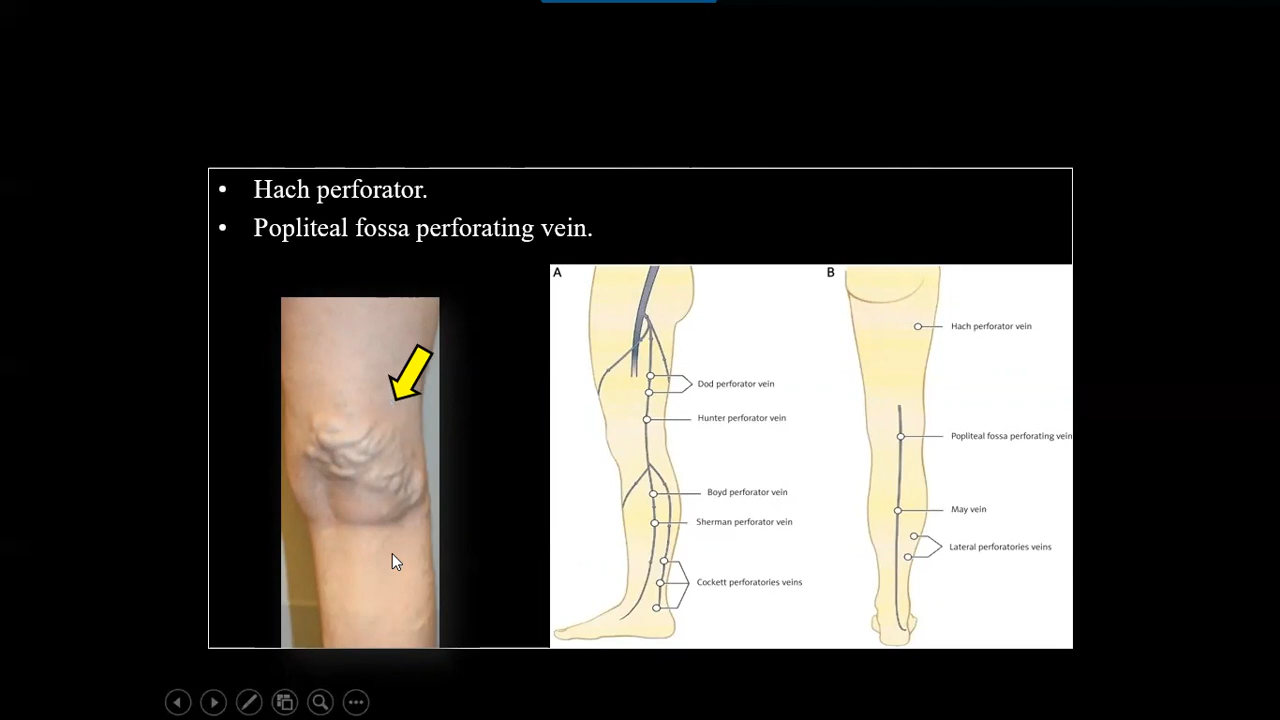 • Hach perforator.
• Popliteal fossa perforating vein.
A
B
Hach perforator vein
Dod perforator vein
Hunter perforator vein
Popliteal fossa perforating vein
Boyd perforator vein
May vein
Sherman perforator vein
Lateral perforatories veins
Cockett perforatories veins